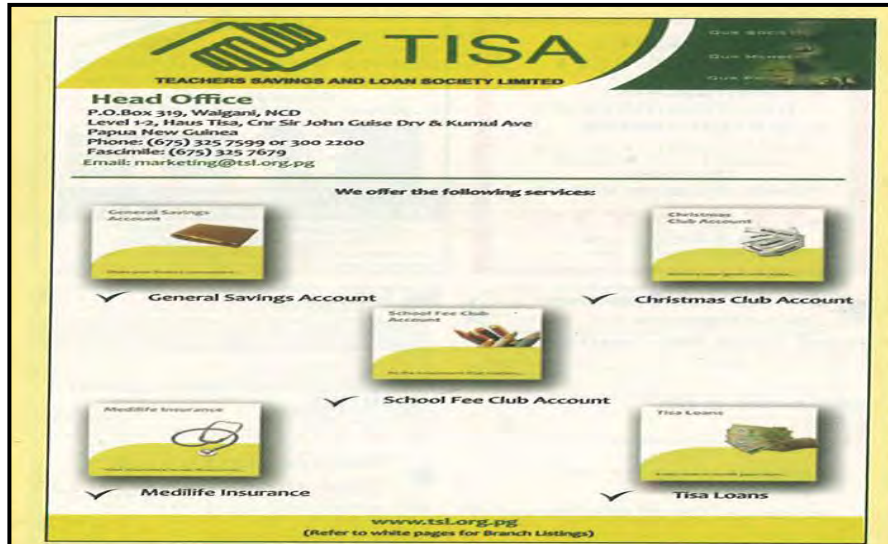 TISA
OUR
OUR
OUR
TEACHERS SAVINGS AND LOAN SOCIETY LIMITED
Head Office
P.O.Box 319, Waigani, NCD
Level 1-2, Haus Tisa, Cnr Sir John Guise Drv & Kumul Ave
Papua New Guinea
Phone: (675) 325 7599 or 300 2200
Fascimile: (675) 325 7679
Email: marketing@tsl.org.pg
We offer the following services:
General Savings
Account
Christmas
Club Account
General Savings Account
Christmas Club Account
School Fee Club
Account
School Fee Club Account
Medilife Insurance
Tisa Loans
Medilife Insurance
Tisa Loans
www.tsl.org.pg
(Refer to white pages for Branch Listings)